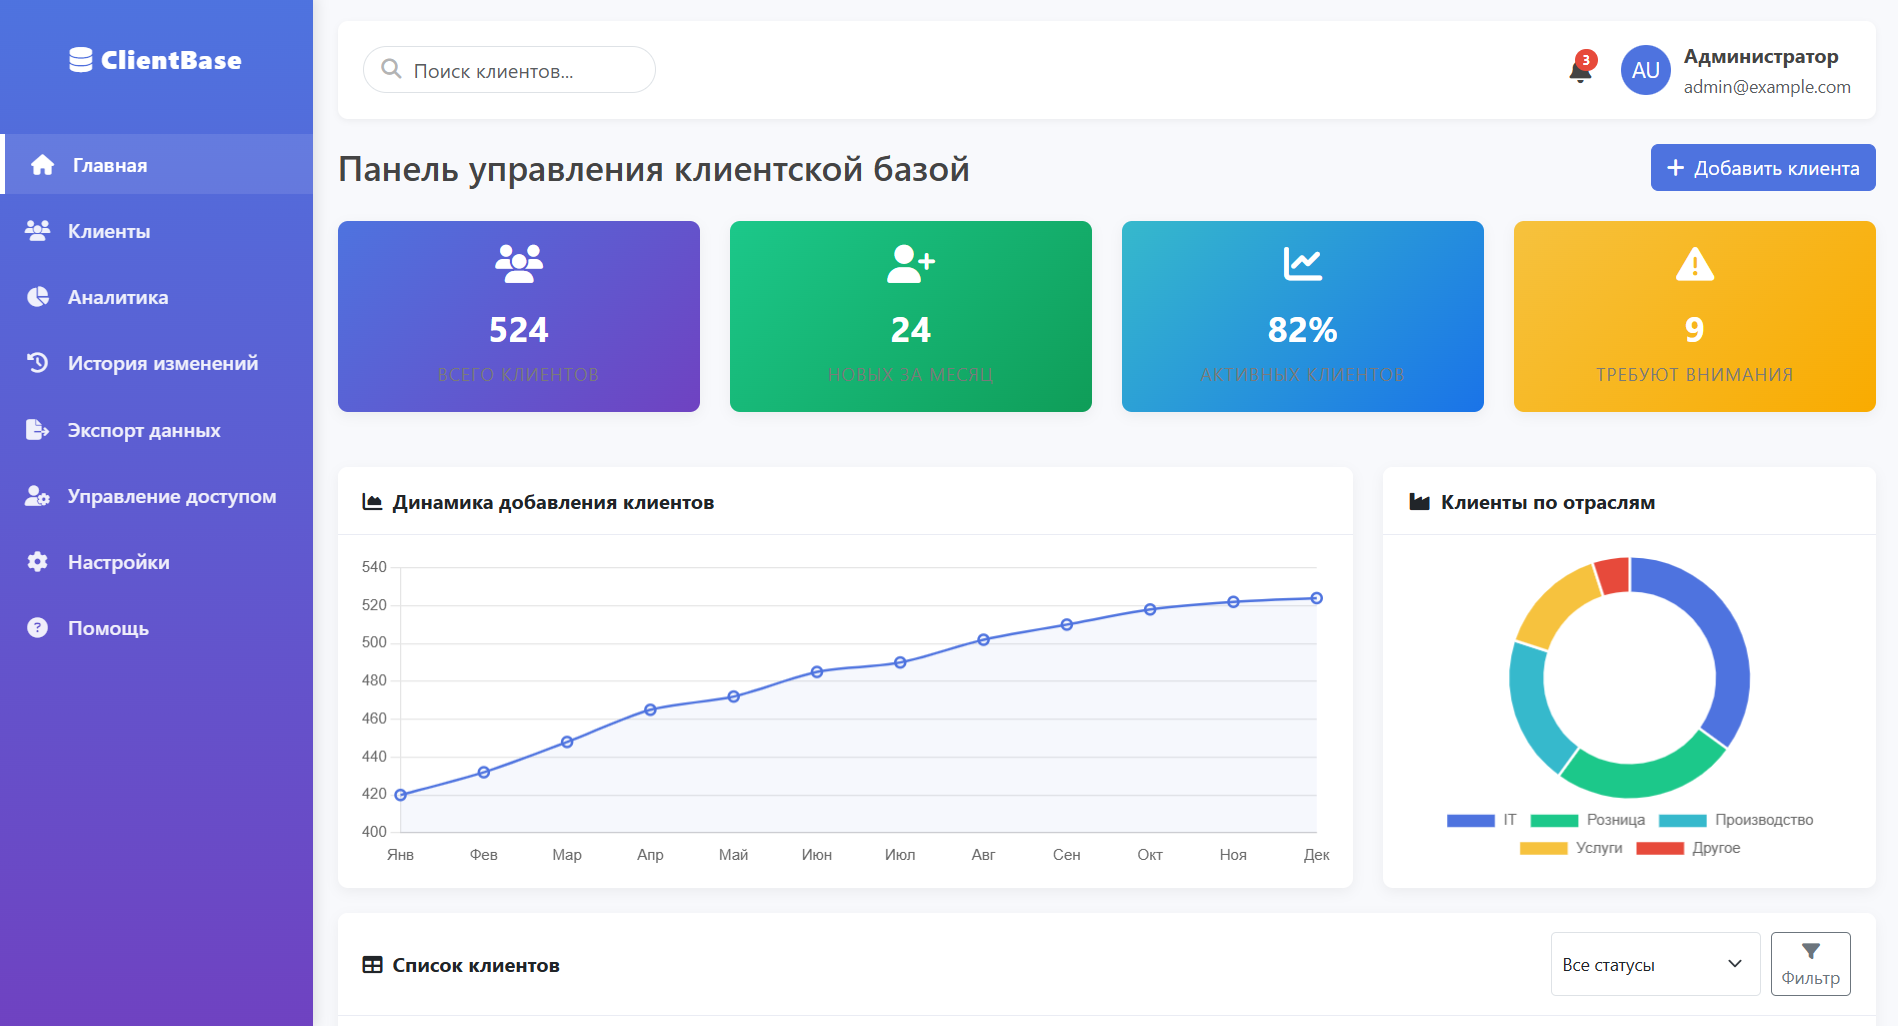 ClientBase
Главная
Клиенты
Аналитика
История изменений
Экспорт данных
Управление доступом
Настройки
Помощь
Поиск клиентов...
3
AU
Администратор
admin@example.com
Панель управления клиентской базой
Добавить клиента
524
ВСЕГО КЛИЕНТОВ
24
НОВЫХ ЗА МЕСЯЦ
82%
АКТИВНЫХ КЛИЕНТОВ
9
ТРЕБУЮТ ВНИМАНИЯ
Динамика добавления клиентов
540
520
500
480
460
440
420
400
Янв Фев Мар Апр Май Июн Июл Авг Сен Окт Ноя Дек
Клиенты по отраслям
IT Розница Производство
Услуги Другое
Список клиентов
Все статусы
Фильтр